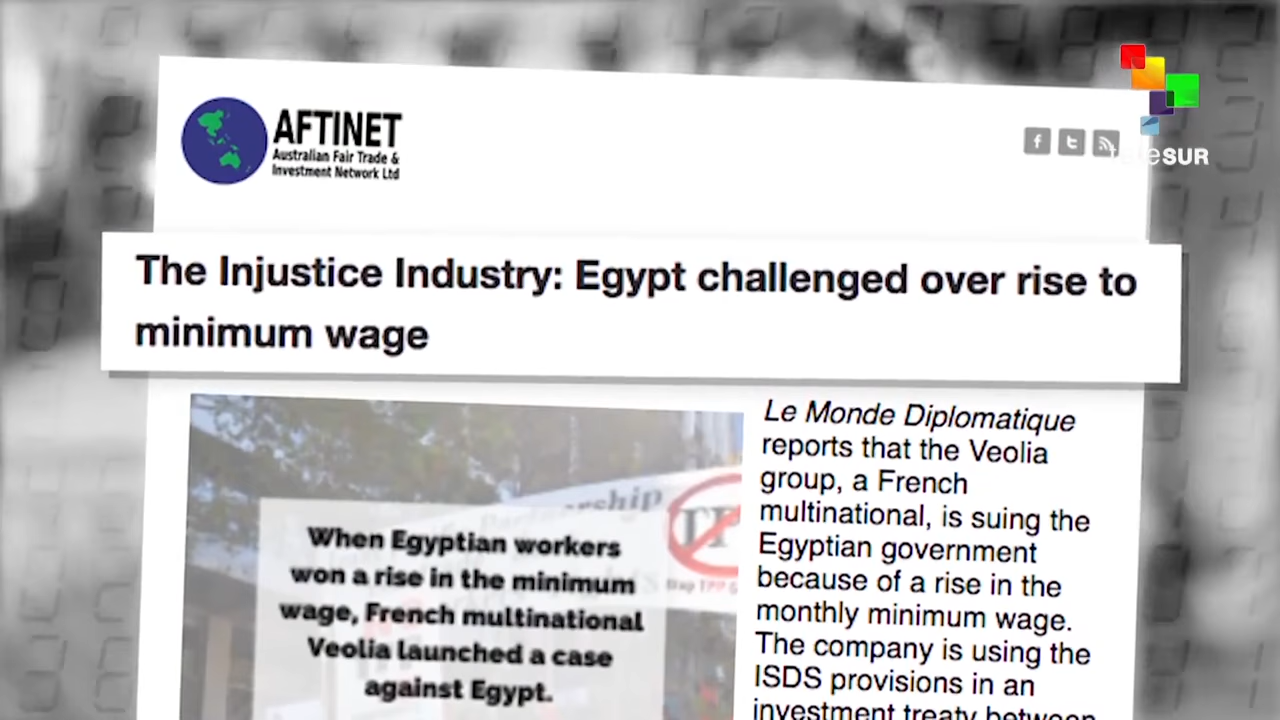 AFTINET
Australian Fair Trade &
Investment Network Ltd
teleSUR
The Injustice Industry: Egypt challenged over rise to
minimum wage
Le Monde Diplomatique
reports that the Veolia
group, a French
multinational, is suing the
Egyptian government
because of a rise in the
monthly minimum wage.
The company is using the
ISDS provisions in an
investment treaty between
When Egyptian workers
won a rise in the minimum
wage, French multinational
Veolia launched a case
against Egypt.